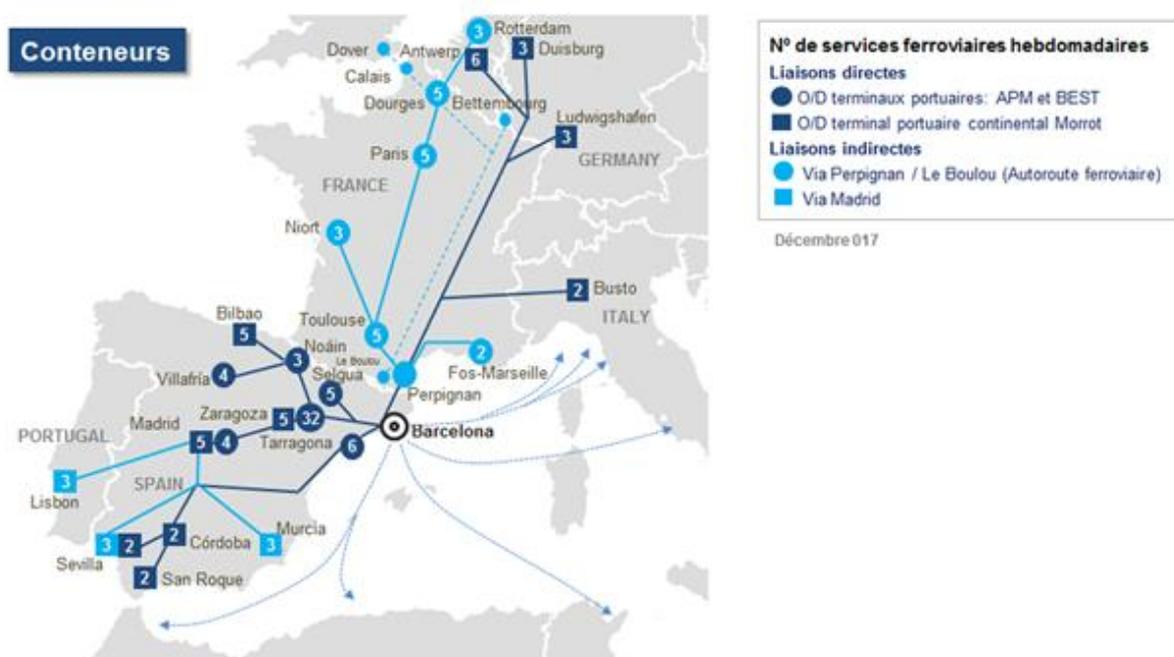 Conteneurs
Nº de services ferroviaires hebdomadaires
Liaisons directes
O/D terminaux portuaires: APM et BEST
O/D terminal portuaire continental Morrot
Liaisons indirectes
Via Perpignan / Le Boulou (Autoroute ferroviaire)
Via Madrid
Décembre 017
3 Rotterdam
Dover
Antwerp
6
3
Duisburg
Calais
Dourges
5
Bettembourg
Ludwigshafen
3
GERMANY
Paris
5
FRANCE
Niort
3
2
Busto
ITALY
Bilbao
5
Toulouse
5
Noáin
3
Le Boulou
2
Fos-Marseille
Villafría
4
Selgua
5
Perpignan
Zaragoza
5
32
Madrid
5
4
Tarragona
6
Barcelona
PORTUGAL
3
Lisbon
SPAIN
3
2
Sevilla
2
Córdoba
Murcia
3
2
San Roque